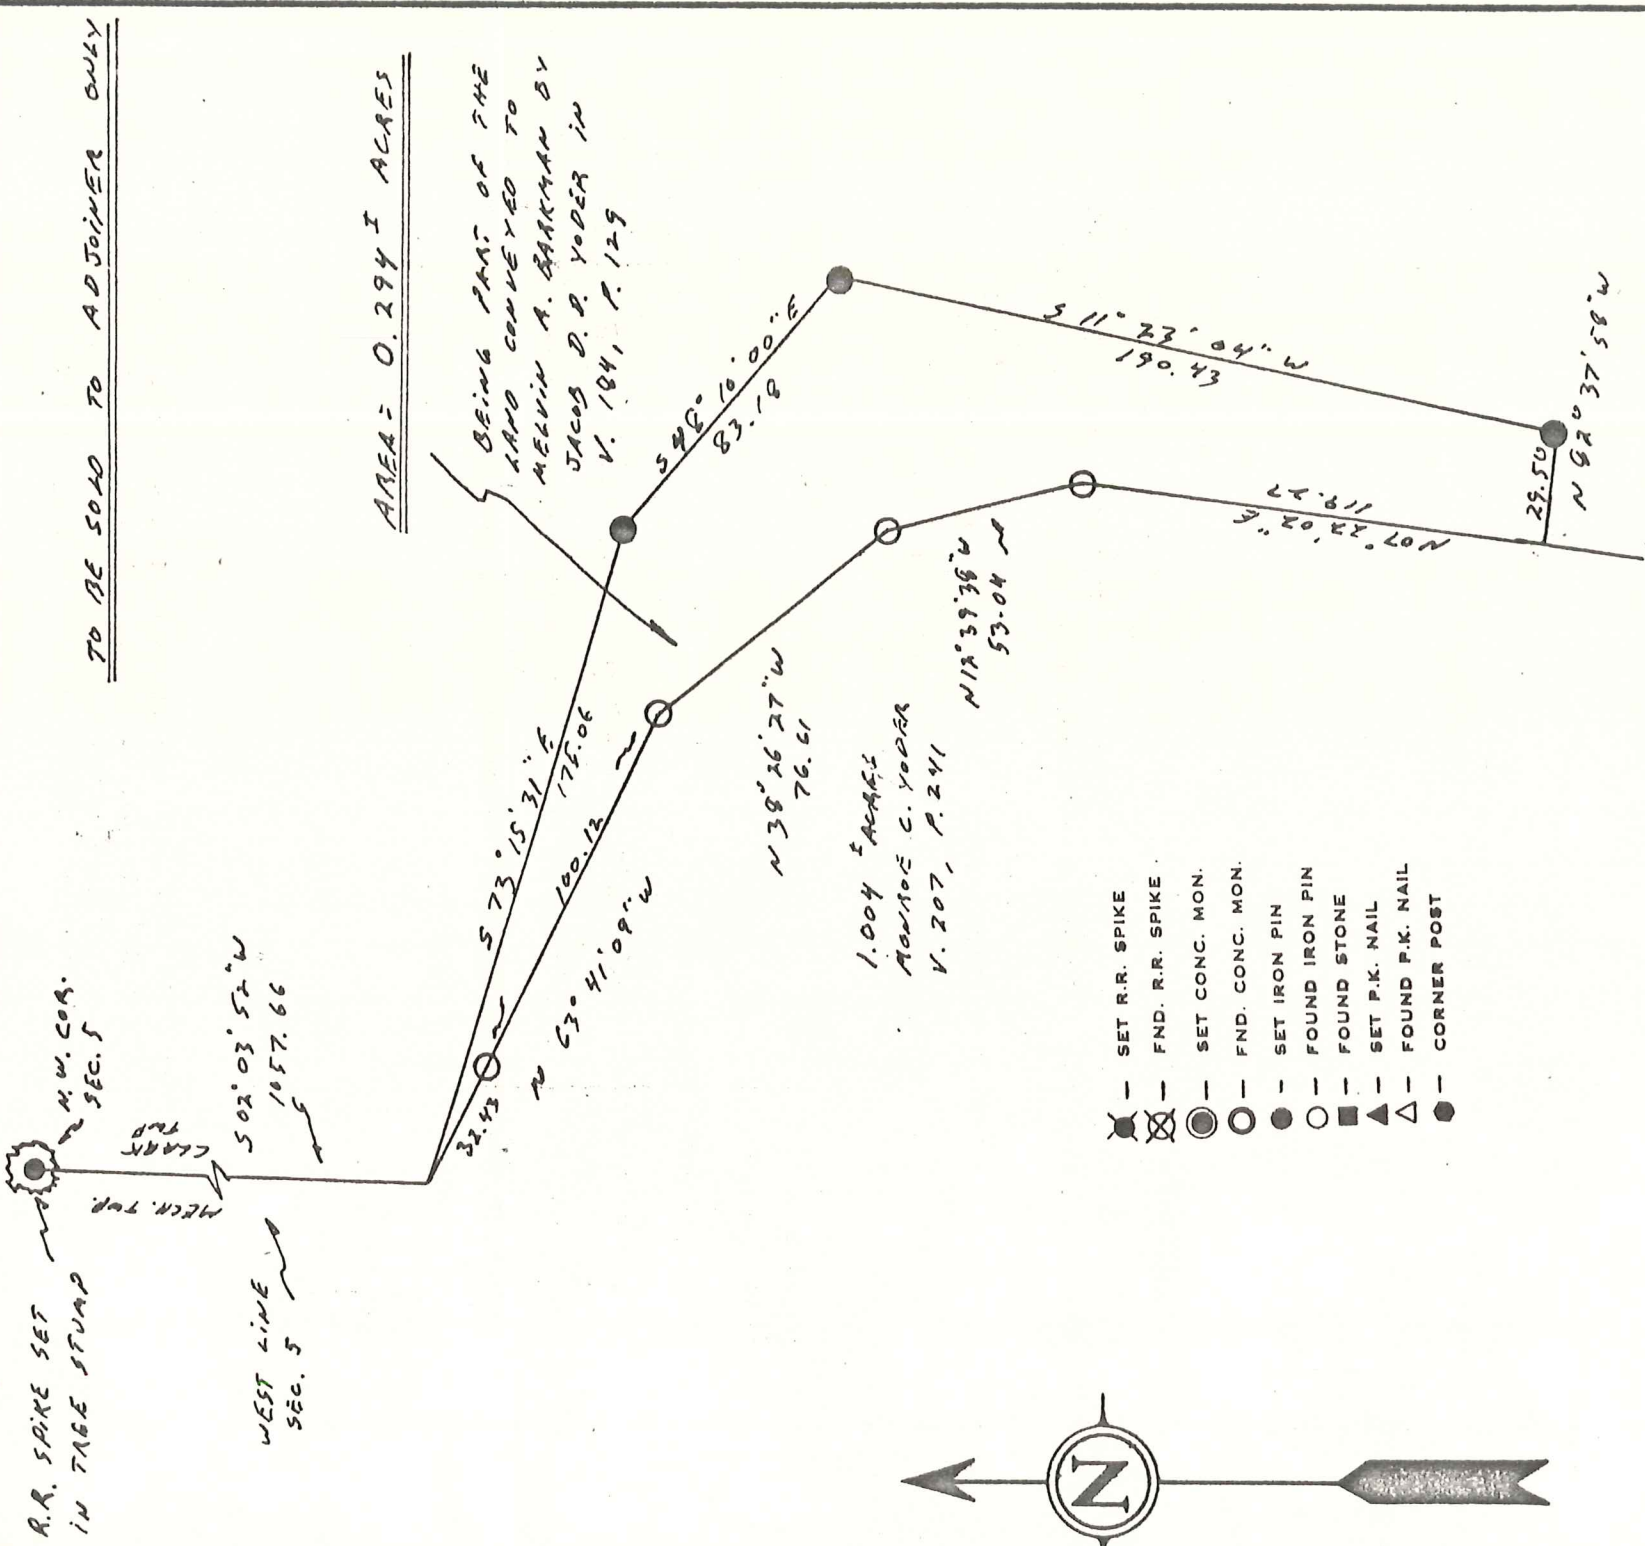 TO BE SOLD TO ADJOINER ONLY
AREA = 0.294 ± ACRES
BEING PART OF THE
LAND CONVEYED TO
MELVIN A. BARKMAN BY
JACOB D.D. YODER IN
V. 184, P. 129
R.R. SPIKE SET
IN TREE STUMP
N.W. COR.
SEC. 5
MECH. TWP.
CLARK
TWP
S 02° 03' 52" W
1057.66
WEST LINE
SEC. 5
S 73° 15' 31" E
175.06
S 48° 10' 00" E
83.18
S 11° 23' 04" W
190.43
N 82° 37' 58" W
29.50
N 07° 22' 02" E
119.27
N 12° 39' 38" W
53.04
N 38° 26' 27" W
76.61
N 63° 41' 09" W
100.12
32.43
1.004 ± ACRES
MONROE C. YODER
V. 207, P. 241
– SET R.R. SPIKE
– FND. R.R. SPIKE
– SET CONC. MON.
– FND. CONC. MON.
– SET IRON PIN
– FOUND IRON PIN
– FOUND STONE
– SET P.K. NAIL
– FOUND P.K. NAIL
– CORNER POST
N